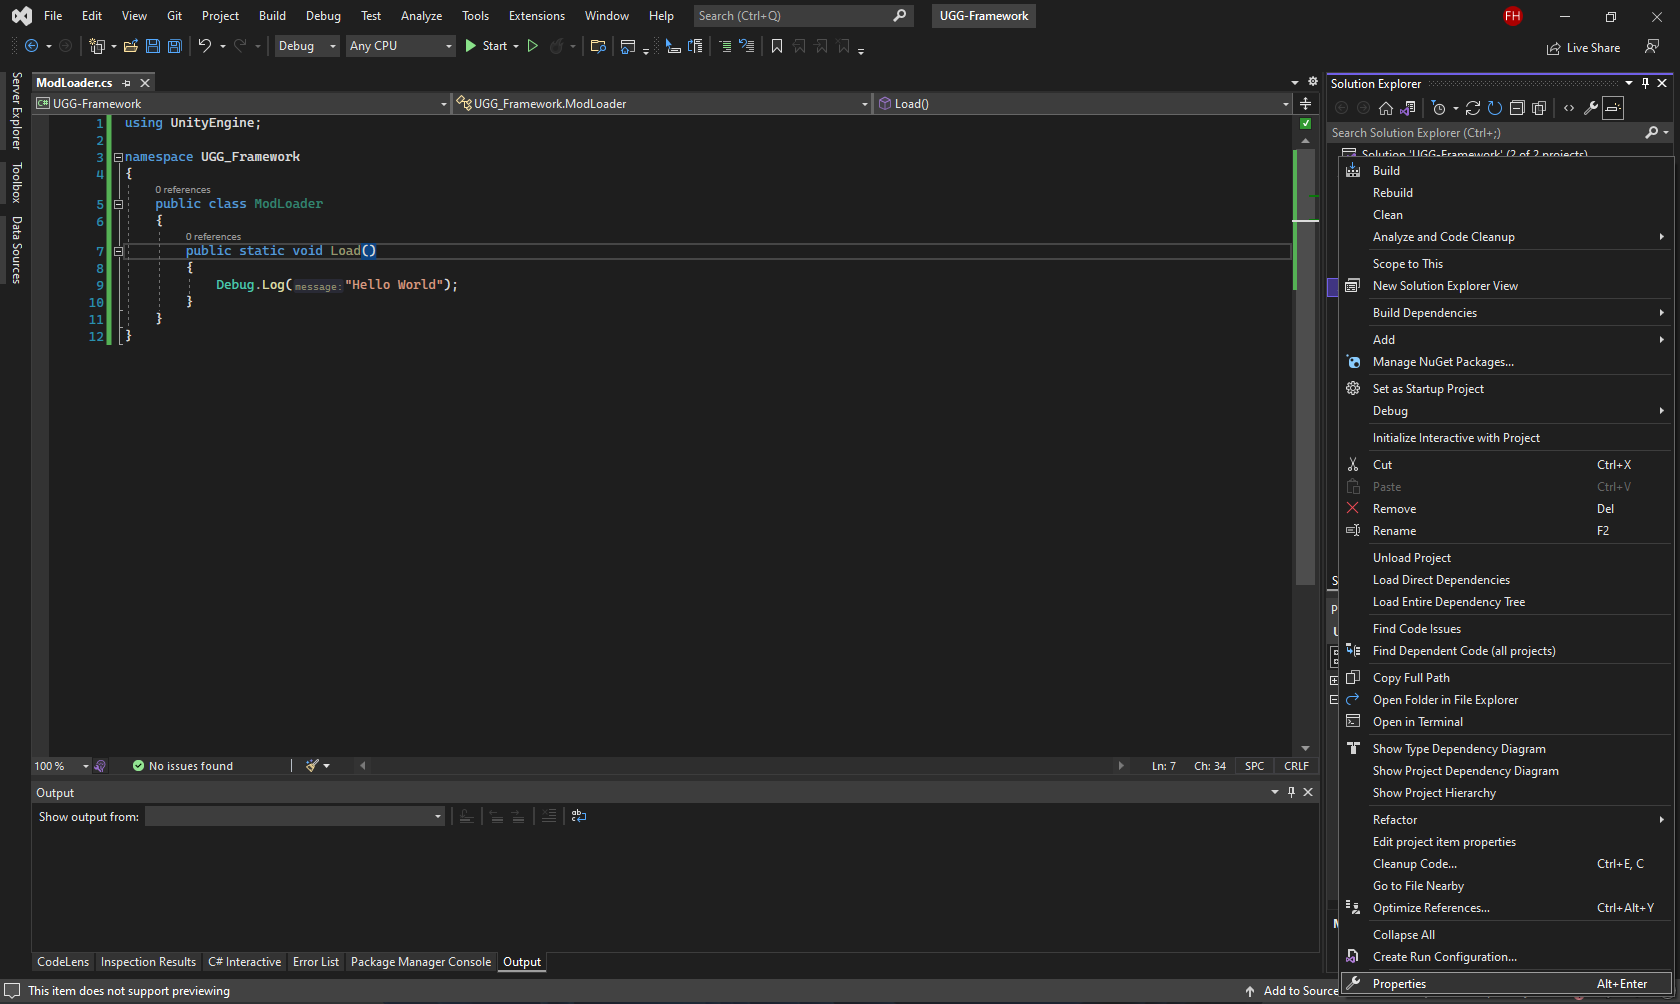 File Edit View Git Project Build Debug Test Analyze Tools Extensions Window Help Search (Ctrl+Q) UGG-Framework FH
Debug Any CPU Start Live Share
Server Explorer
Toolbox
Data Sources
ModLoader.cs
UGG-Framework UGG_Framework.ModLoader Load()
1 using UnityEngine;
2
3 namespace UGG_Framework
4 {
0 references
5 public class ModLoader
6 {
0 references
7 public static void Load()
8 {
9 Debug.Log(message: "Hello World");
10 }
11 }
12 }
100 % No issues found Ln: 7 Ch: 34 SPC CRLF
Output
Show output from:
CodeLens Inspection Results C# Interactive Error List Package Manager Console Output
This item does not support previewing
Add to Source
Solution Explorer
Search Solution Explorer (Ctrl+;)
Solution 'UGG-Framework' (2 of 2 projects)
Build
Rebuild
Clean
Analyze and Code Cleanup
Scope to This
New Solution Explorer View
Build Dependencies
Add
Manage NuGet Packages...
Set as Startup Project
Debug
Initialize Interactive with Project
Cut Ctrl+X
Paste Ctrl+V
Remove Del
Rename F2
Unload Project
Load Direct Dependencies
Load Entire Dependency Tree
Find Code Issues
Find Dependent Code (all projects)
Copy Full Path
Open Folder in File Explorer
Open in Terminal
Show Type Dependency Diagram
Show Project Dependency Diagram
Show Project Hierarchy
Refactor
Edit project item properties
Cleanup Code... Ctrl+E, C
Go to File Nearby
Optimize References... Ctrl+Alt+Y
Collapse All
Create Run Configuration...
Properties Alt+Enter